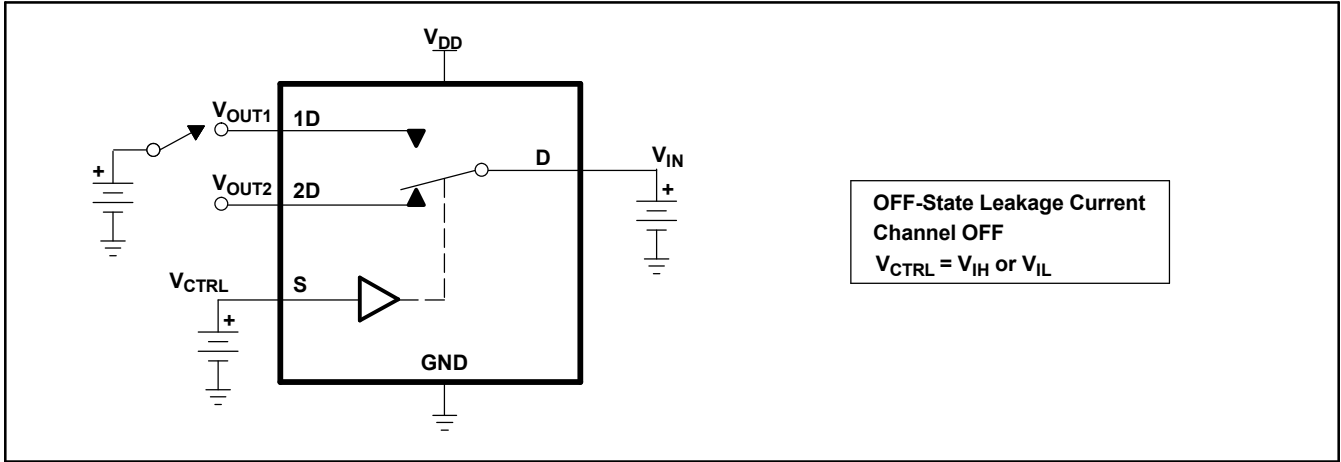 VDD
VOUT1 1D
D VIN
+
VOUT2 2D
+
OFF-State Leakage Current
Channel OFF
VCTRL = VIH or VIL
VCTRL S
+
GND